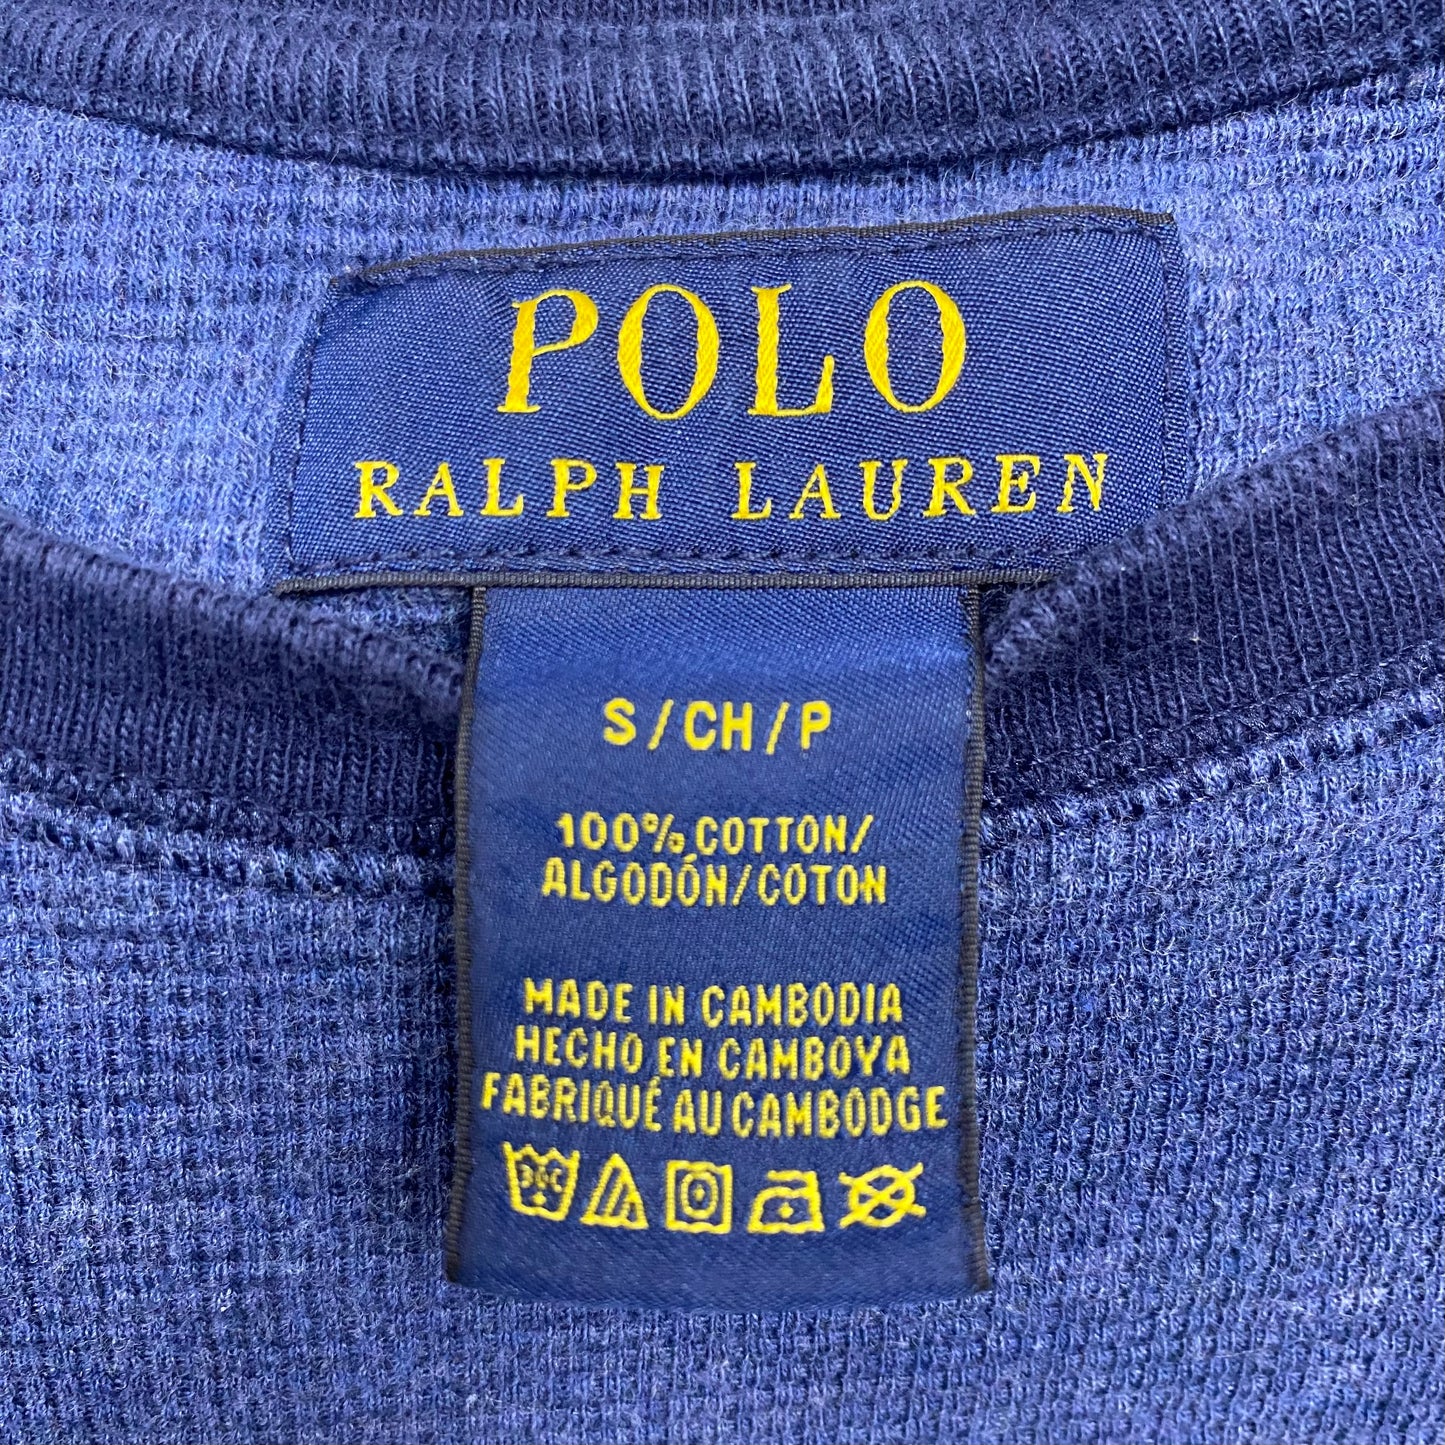 POLO
RALPH LAUREN
S/CH/P
100% COTTON/
ALGODÓN/COTON
MADE IN CAMBODIA
HECHO EN CAMBOYA
FABRIQUÉ AU CAMBODGE